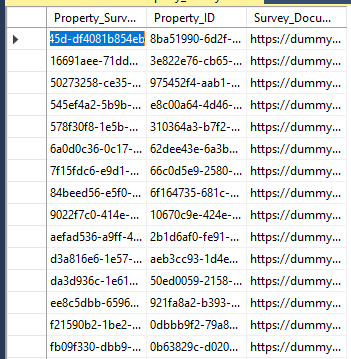 Property_Surv... Property_ID Survey_Docu...
45d-df4081b854eb 8ba51990-6d2f-...
16691aee-71dd... 3e822e76-cb65-... https://dummy...
50273258-ce35-... 975452f4-aab1-... https://dummy...
545ef4a2-5b9b-... e8c00a64-4d46-... https://dummy...
578f30f8-1e5b-... 310364a3-b7f2-... https://dummy...
6a0d0c36-0c17-... 62dee43e-6a3b... https://dummy...
7f15fdc6-e9d1-... 66c0d5e9-2580-... https://dummy...
84beed56-e5f0-... 6f164735-681c-... https://dummy...
9022f7c0-414e-... 10670c9e-424e-... https://dummy...
aefad536-a9ff-4... 2b1d6af0-fe91-... https://dummy...
d3a816e6-1e57-... aeb3cc93-1d4e... https://dummy...
da3d936c-1e61... 50ed0059-2158-... https://dummy...
ee8c5dbb-6596... 921fa8a2-b393-... https://dummy...
f21590b2-1be2-... 0dbbb9f2-79a8... https://dummy...
fb09f330-dbb9-... 0b63829c-d020... https://dummy...